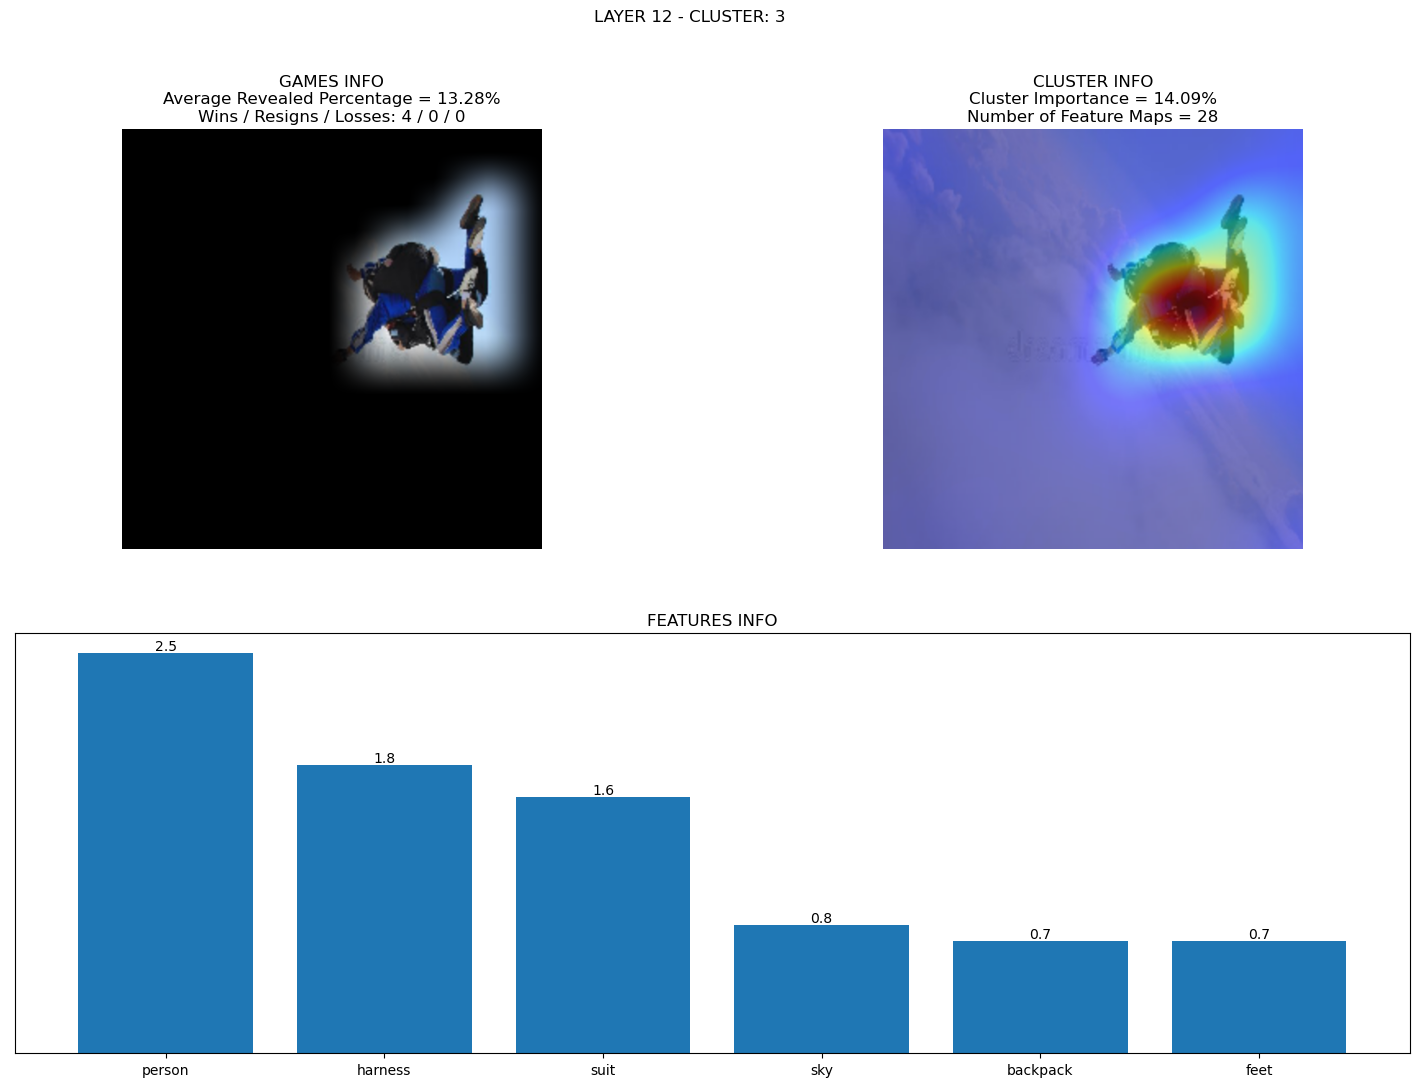 LAYER 12 - CLUSTER: 3
GAMES INFO
Average Revealed Percentage = 13.28%
Wins / Resigns / Losses: 4 / 0 / 0
CLUSTER INFO
Cluster Importance = 14.09%
Number of Feature Maps = 28
FEATURES INFO
2.5
1.8
1.6
0.8
0.7
0.7
person
harness
suit
sky
backpack
feet